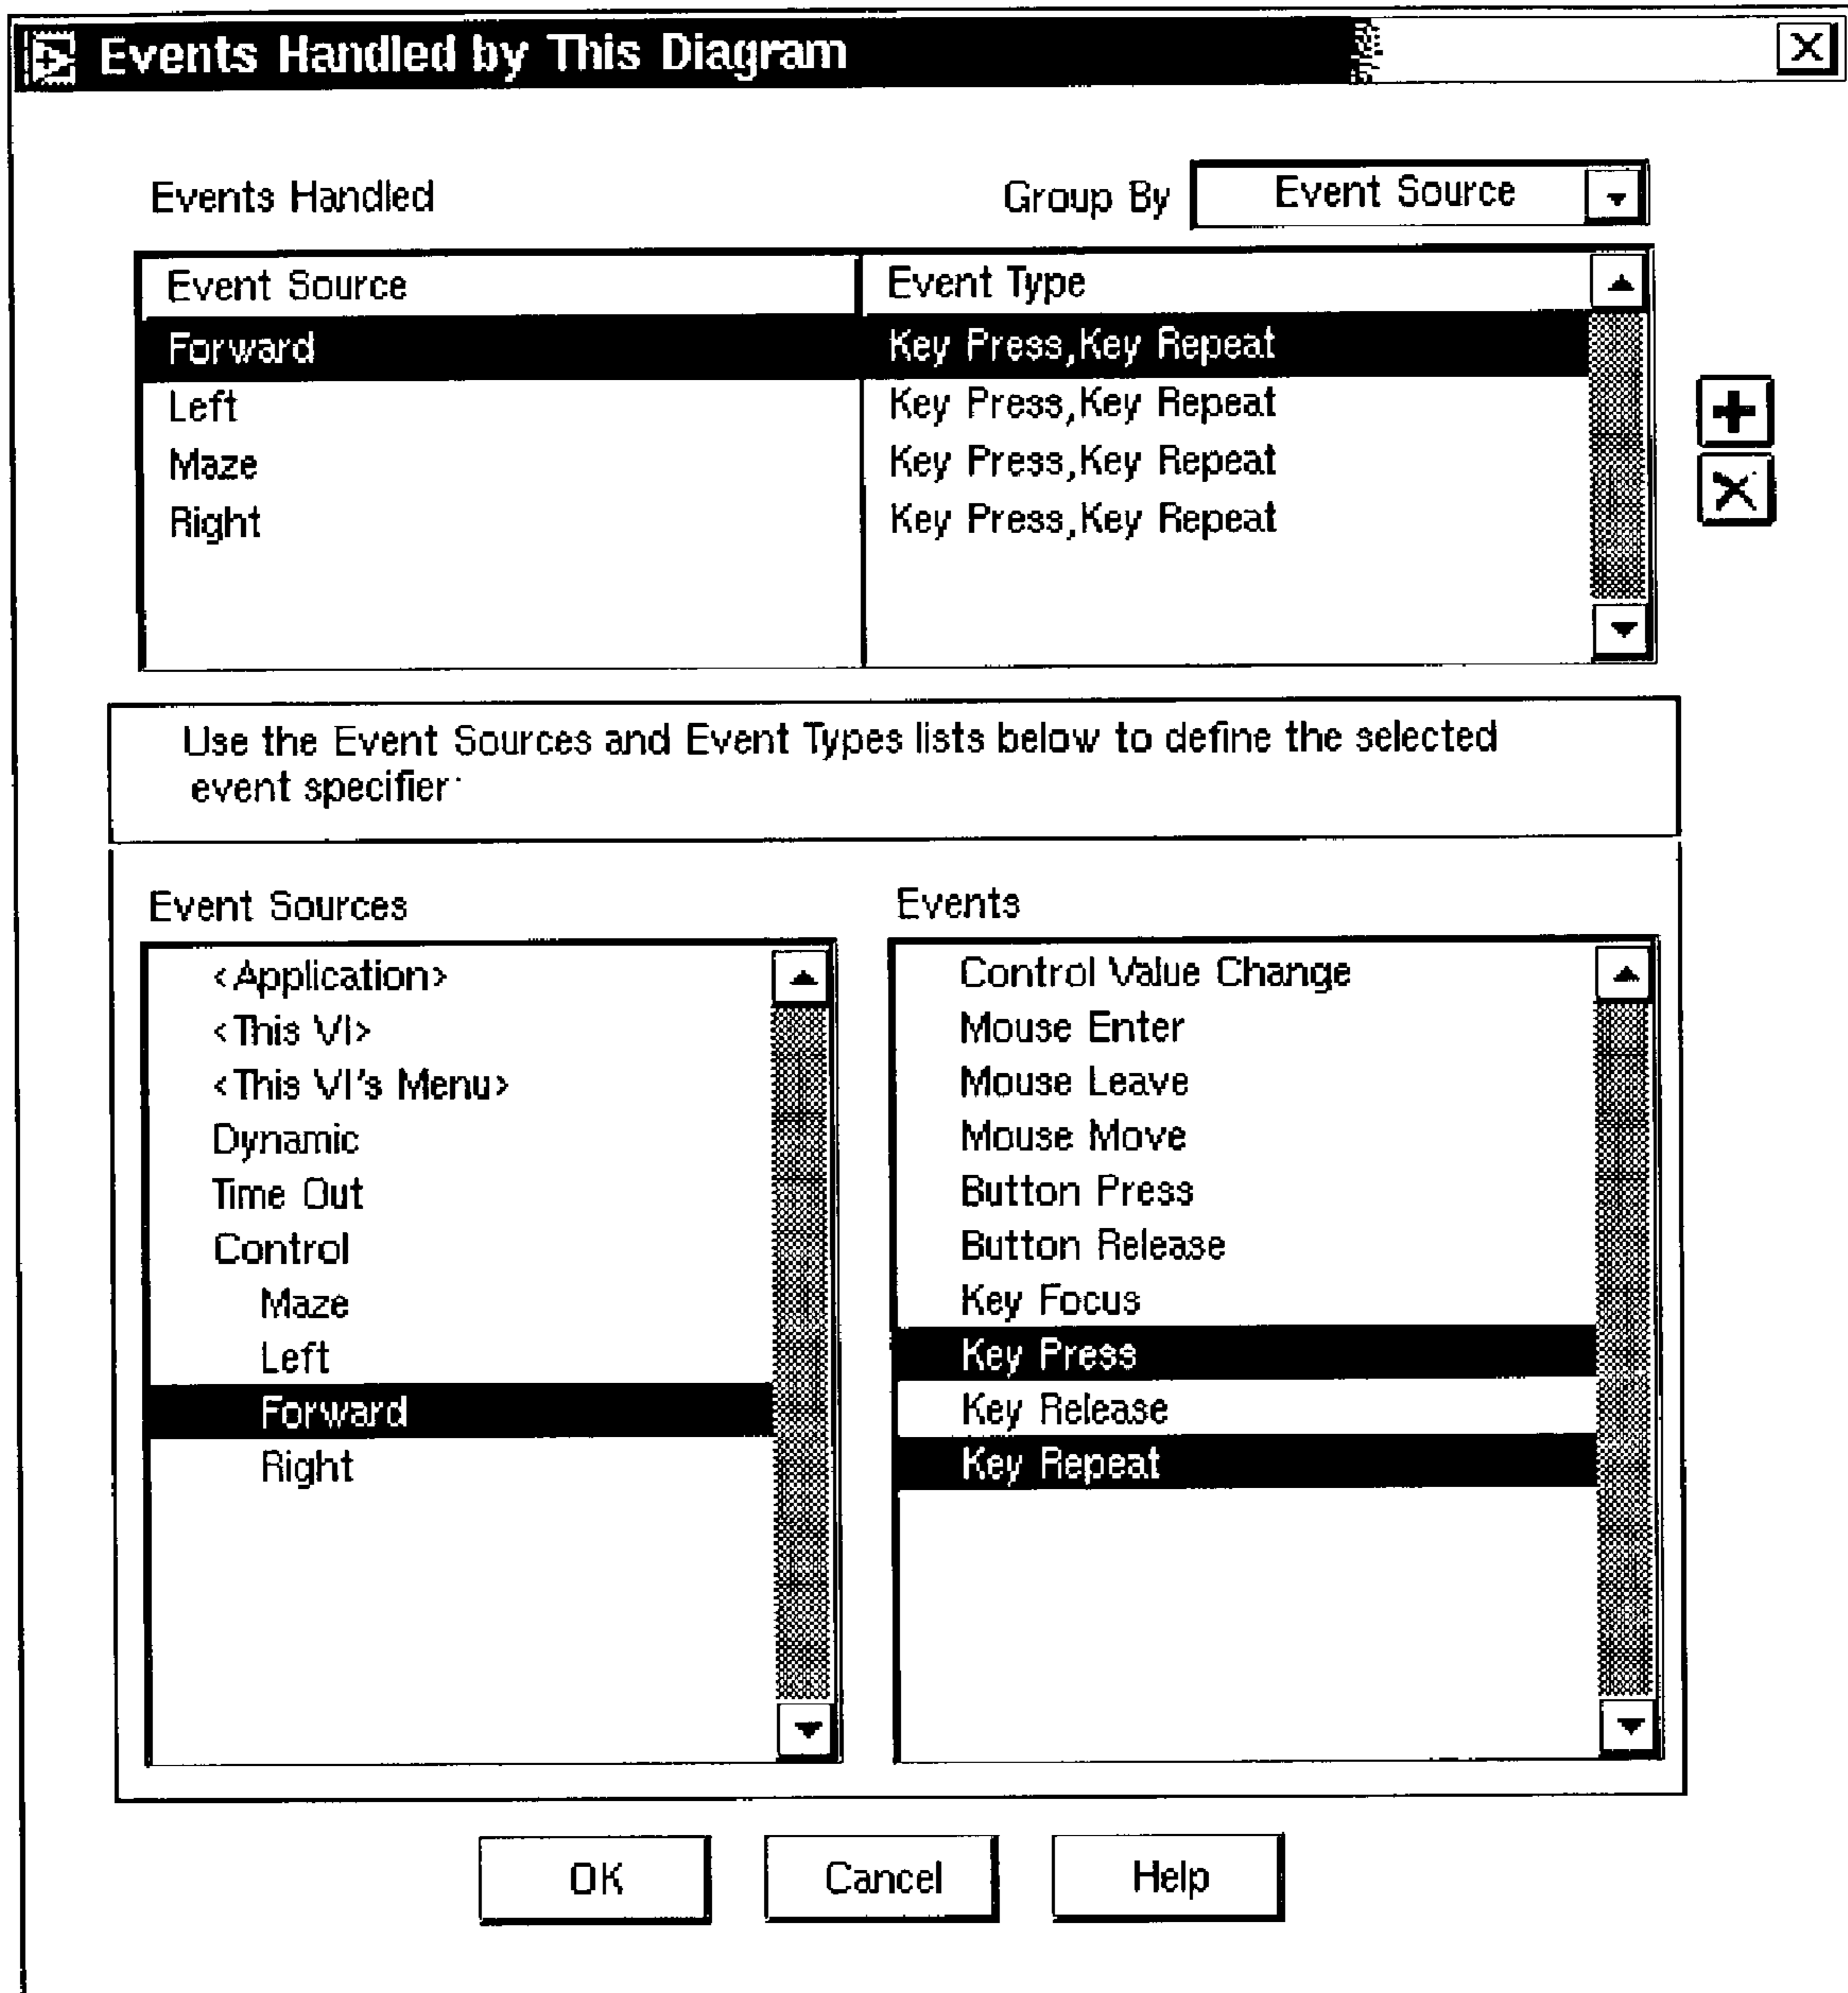 Events Handled by This Diagram
Events Handled
Group By Event Source
Event Source Event Type
Forward Key Press,Key Repeat
Left Key Press,Key Repeat
Maze Key Press,Key Repeat
Right Key Press,Key Repeat
Use the Event Sources and Event Types lists below to define the selected
event specifier:
Event Sources
<Application>
<This VI>
<This VI's Menu>
Dynamic
Time Out
Control
Maze
Left
Forward
Right
Events
Control Value Change
Mouse Enter
Mouse Leave
Mouse Move
Button Press
Button Release
Key Focus
Key Press
Key Release
Key Repeat
OK Cancel Help